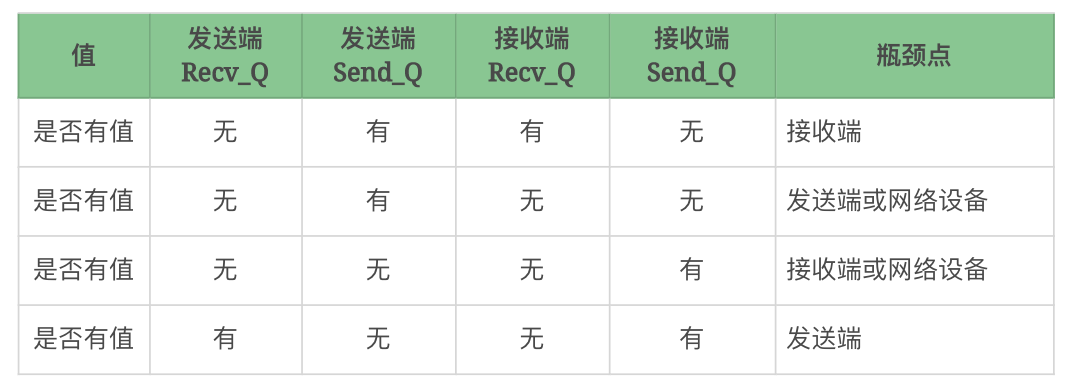 值 发送端 Recv_Q 发送端 Send_Q 接收端 Recv_Q 接收端 Send_Q 瓶颈点
是否有值 无 有 有 无 接收端
是否有值 无 有 无 无 发送端或网络设备
是否有值 无 无 无 有 接收端或网络设备
是否有值 有 无 无 有 发送端